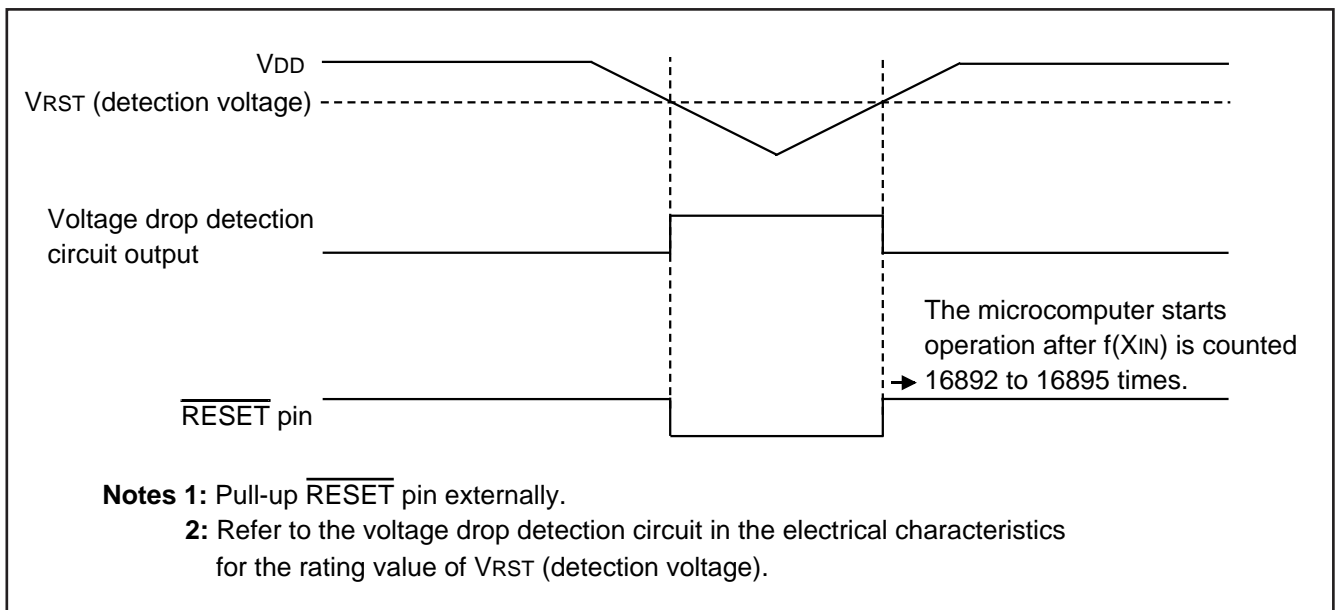 VDD
VRST (detection voltage)
Voltage drop detection
circuit output
The microcomputer starts
operation after f(XIN) is counted
16892 to 16895 times.
RESET pin
Notes 1: Pull-up RESET pin externally.
2: Refer to the voltage drop detection circuit in the electrical characteristics
for the rating value of VRST (detection voltage).